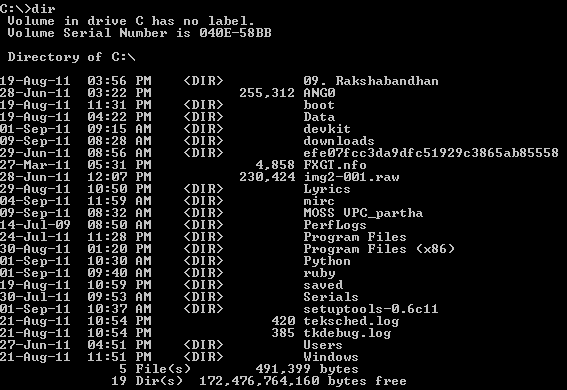 C:\>dir
Volume in drive C has no label.
Volume Serial Number is 040E-58BB
Directory of C:\
19-Aug-11 03:56 PM <DIR> 09. Rakshabandhan
28-Jun-11 03:22 PM 255,312 ANG0
19-Aug-11 11:31 PM <DIR> boot
19-Aug-11 04:22 PM <DIR> Data
01-Sep-11 09:15 AM <DIR> devkit
09-Sep-11 08:28 AM <DIR> downloads
29-Jun-11 08:56 AM <DIR> efe07fcc3da9dfc51929c3865ab85558
27-Mar-11 05:31 PM 4,858 FXGT.nfo
28-Jun-11 12:07 PM 230,424 img2-001.raw
29-Aug-11 10:50 PM <DIR> Lyrics
04-Sep-11 11:59 AM <DIR> mirc
09-Sep-11 08:32 AM <DIR> MOSS VPC_partha
14-Jul-09 08:50 AM <DIR> PerfLogs
24-Jul-11 11:28 PM <DIR> Program Files
30-Aug-11 01:20 PM <DIR> Program Files (x86)
01-Sep-11 10:30 AM <DIR> Python
01-Sep-11 09:40 AM <DIR> ruby
19-Aug-11 10:59 PM <DIR> saved
30-Jul-11 09:53 AM <DIR> Serials
01-Sep-11 10:37 AM <DIR> setuptools-0.6c11
21-Aug-11 10:54 PM 420 teksched.log
21-Aug-11 10:54 PM 385 tkdebug.log
27-Jun-11 04:51 PM <DIR> Users
21-Aug-11 11:51 PM <DIR> Windows
5 File(s) 491,399 bytes
19 Dir(s) 172,476,764,160 bytes free